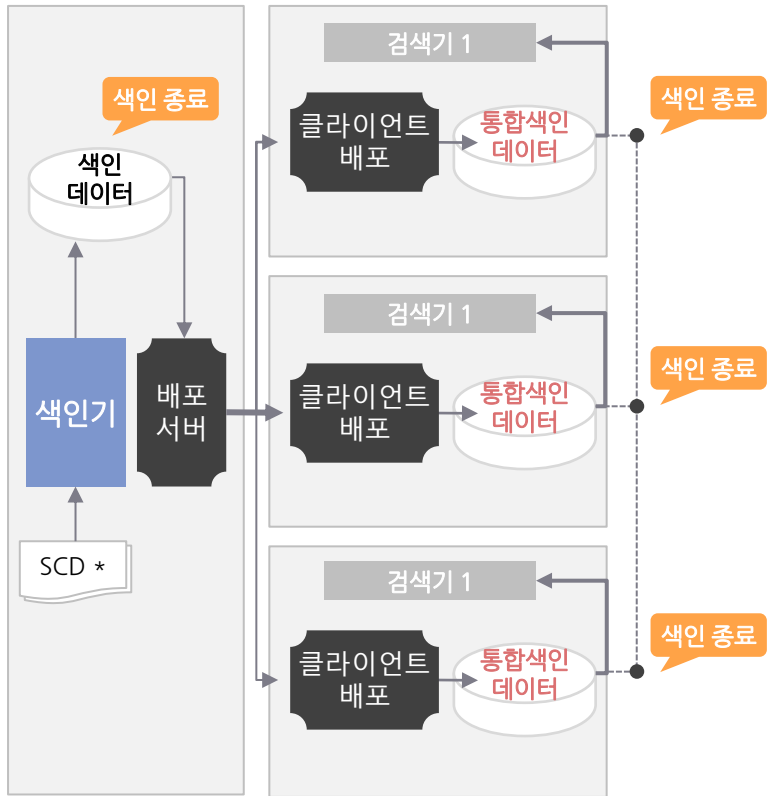 색인 종료
색인
데이터
색인기
배포
서버
SCD *
검색기 1
클라이언트
배포
통합색인
데이터
색인 종료
검색기 1
클라이언트
배포
통합색인
데이터
색인 종료
검색기 1
클라이언트
배포
통합색인
데이터
색인 종료